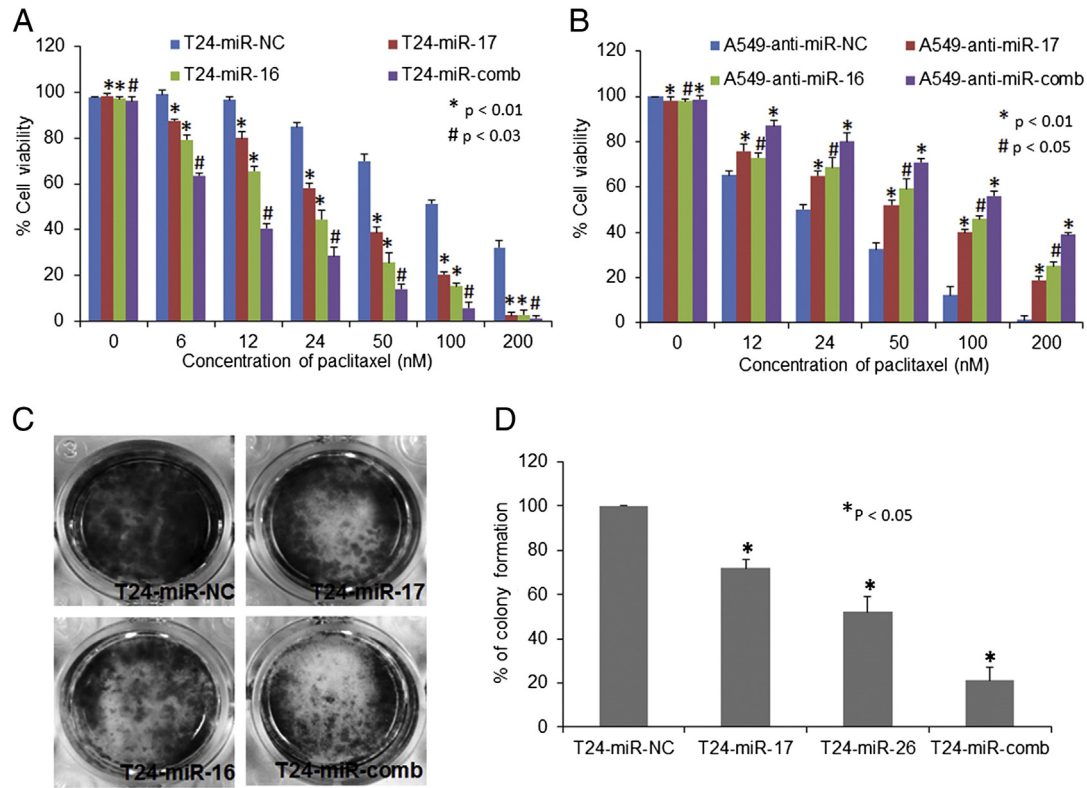 A
120
100
80
60
40
20
0
% Cell viability
T24-miR-NC
T24-miR-17
T24-miR-16
T24-miR-comb
* p < 0.01
# p < 0.03
* * #
* * #
* * #
* * #
* * #
* * #
* * #
0 6 12 24 50 100 200
Concentration of paclitaxel (nM)
B
120
100
80
60
40
20
0
% Cell viability
A549-anti-miR-NC
A549-anti-miR-17
A549-anti-miR-16
A549-anti-miR-comb
* p < 0.01
# p < 0.05
* # *
* # *
* # *
* # *
* # *
* # *
0 12 24 50 100 200
Concentration of paclitaxel (nM)
C
T24-miR-NC
T24-miR-17
T24-miR-16
T24-miR-comb
D
120
100
80
60
40
20
0
% of colony formation
* P < 0.05
* * *
T24-miR-NC T24-miR-17 T24-miR-26 T24-miR-comb